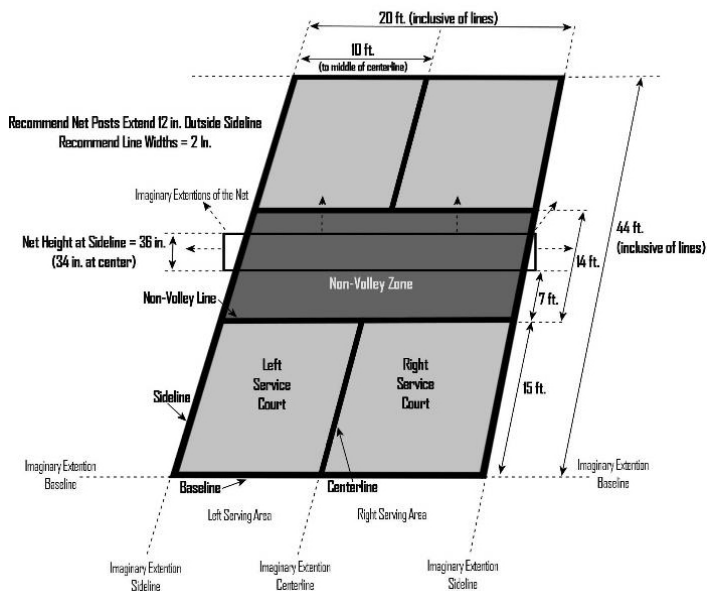 20 ft. (inclusive of lines)
10 ft.
(to middle of centerline)
Recommend Net Posts Extend 12 in. Outside Sideline
Recommend Line Widths = 2 In.
Imaginary Extentions of the Net
44 ft.
(inclusive of lines)
Net Height at Sideline = 36 in.
(34 in. at center)
14 ft.
Non-Volley Zone
7 ft.
Non-Volley Line
Left
Service
Court
Right
Service
Court
15 ft.
Sideline
Imaginary Extention
Baseline
Imaginary Extention
Baseline
Baseline
Centerline
Left Serving Area
Right Serving Area
Imaginary Extention
Sideline
Imaginary Extention
Centerline
Imaginary Extention
Sideline